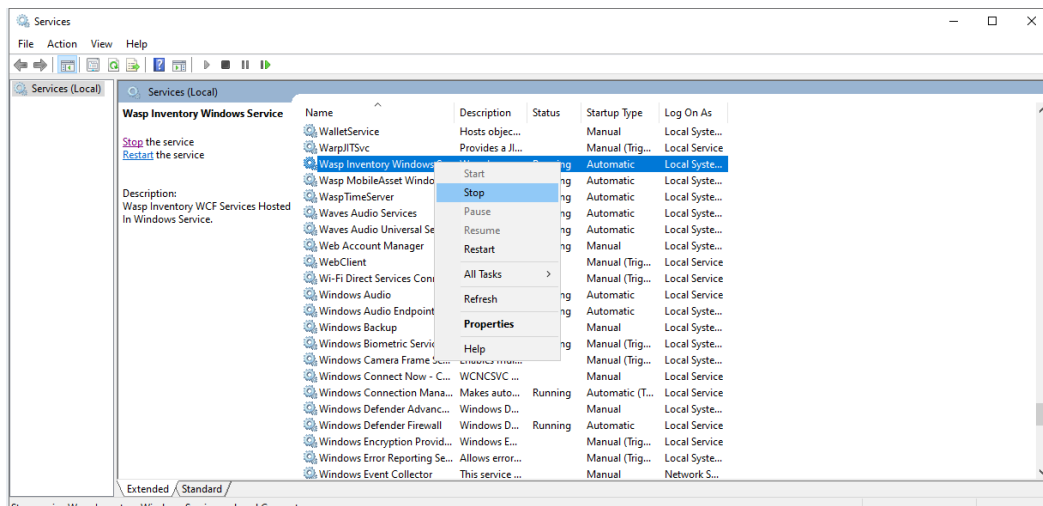 Services
File Action View Help
Services (Local)
Services (Local)
Wasp Inventory Windows Service
Stop the service
Restart the service
Description:
Wasp Inventory WCF Services Hosted
In Windows Service.
Name Description Status Startup Type Log On As
WalletService Hosts objec... Manual Local Syste...
WarpJITSvc Provides a JI... Manual (Trig... Local Service
Wasp Inventory Windows Automatic Local Syste...
Wasp MobileAsset Windo ng Automatic Local Syste...
WaspTimeServer ng Automatic Local Syste...
Waves Audio Services ng Automatic Local Syste...
Waves Audio Universal Se ng Automatic Local Syste...
Web Account Manager ng Manual Local Syste...
WebClient Manual (Trig... Local Service
Wi-Fi Direct Services Con Manual (Trig... Local Service
Windows Audio ng Automatic Local Service
Windows Audio Endpoint ng Automatic Local Syste...
Windows Backup Manual Local Syste...
Windows Biometric Servic ng Manual (Trig... Local Syste...
Windows Camera Frame Manual (Trig... Local Syste...
Windows Connect Now - C... WCNCSVC ... Manual Local Service
Windows Connection Mana... Makes auto... Running Automatic (T... Local Service
Windows Defender Advanc... Windows D... Manual Local Syste...
Windows Defender Firewall Windows D... Running Automatic Local Service
Windows Encryption Provid... Windows E... Manual (Trig... Local Service
Windows Error Reporting Se... Allows error... Manual (Trig... Local Syste...
Windows Event Collector This service ... Manual Network S...
Start
Stop
Pause
Resume
Restart
All Tasks >
Refresh
Properties
Help
Extended Standard